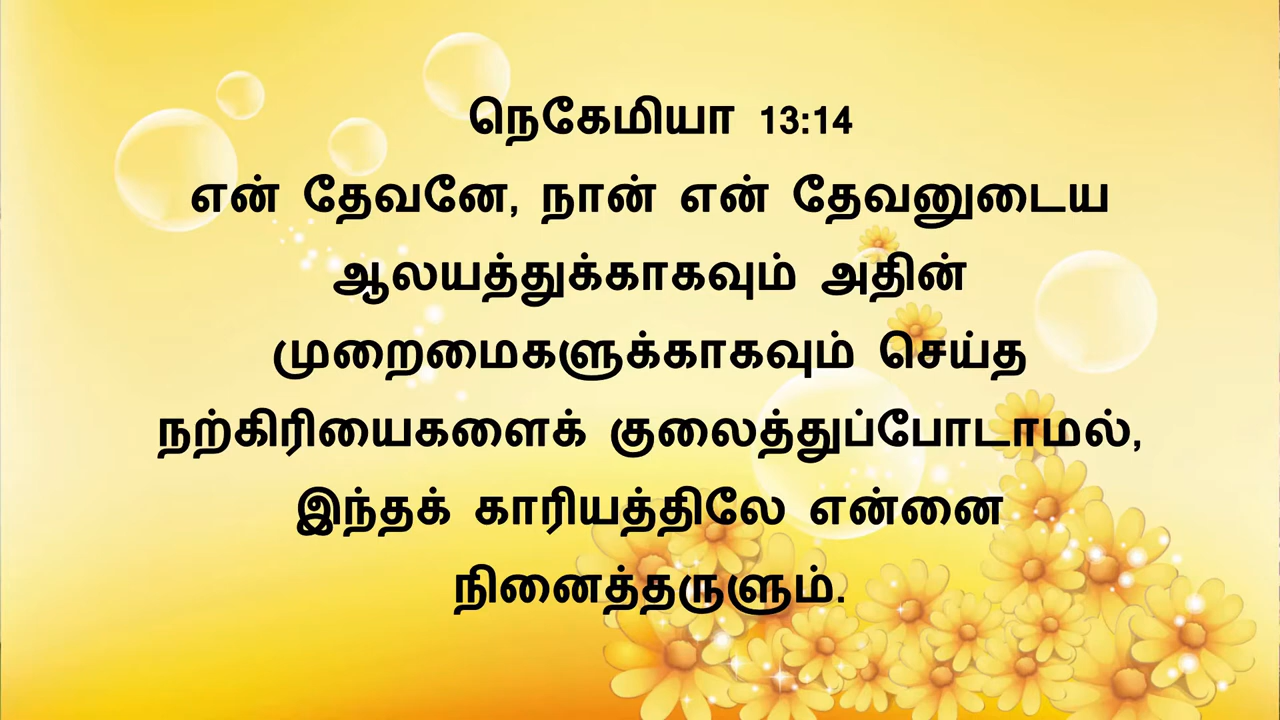 நெகேமியா 13:14
என் தேவனே, நான் என் தேவனுடைய
ஆலயத்துக்காகவும் அதின்
முறைமைகளுக்காகவும் செய்த
நற்கிரியைகளைக் குலைத்துப்போடாமல்,
இந்தக் காரியத்திலே என்னை
நினைத்தருளும்.